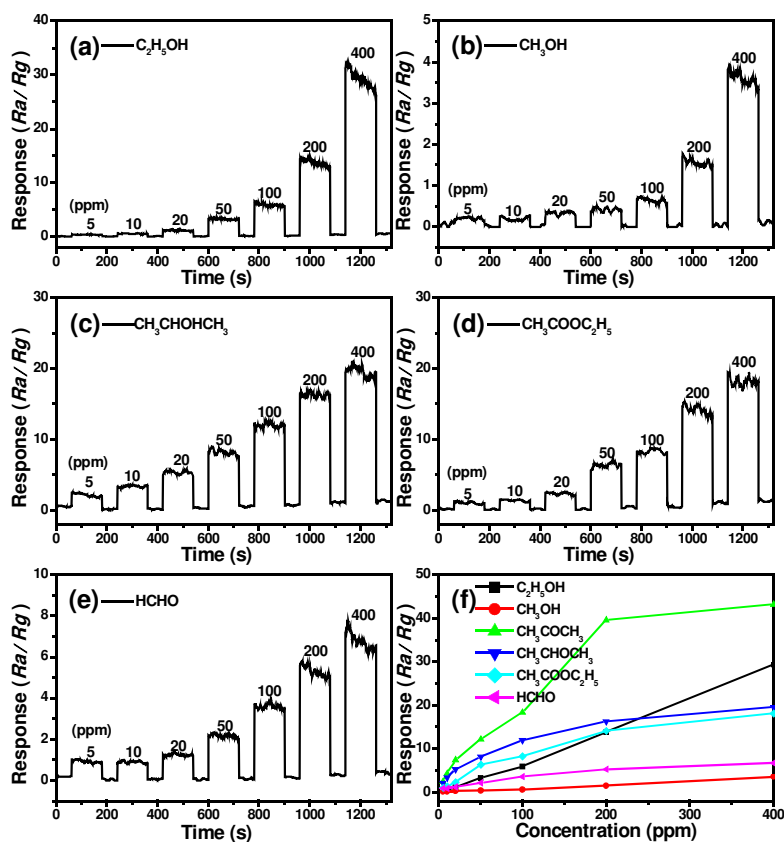 (a) C₂H₅OH
Response (Ra/Rg)
40
30
20
10
0
(ppm)
5 10 20 50 100 200 400
0 200 400 600 800 1000 1200
Time (s)
(b) CH₃OH
Response (Ra/Rg)
5
4
3
2
1
0
(ppm)
5 10 20 50 100 200 400
0 200 400 600 800 1000 1200
Time (s)
(c) CH₃CHOHCH₃
Response (Ra/Rg)
30
20
10
0
(ppm)
5 10 20 50 100 200 400
0 200 400 600 800 1000 1200
Time (s)
(d) CH₃COOC₂H₅
Response (Ra/Rg)
30
20
10
0
(ppm)
5 10 20 50 100 200 400
0 200 400 600 800 1000 1200
Time (s)
(e) HCHO
Response (Ra/Rg)
10
8
6
4
2
0
(ppm)
5 10 20 50 100 200 400
0 200 400 600 800 1000 1200
Time (s)
(f)
C₂H₅OH
CH₃OH
CH₃COCH₃
CH₃CHOCH₃
CH₃COOC₂H₅
HCHO
Response (Ra/Rg)
50
40
30
20
10
0
0 100 200 300 400
Concentration (ppm)